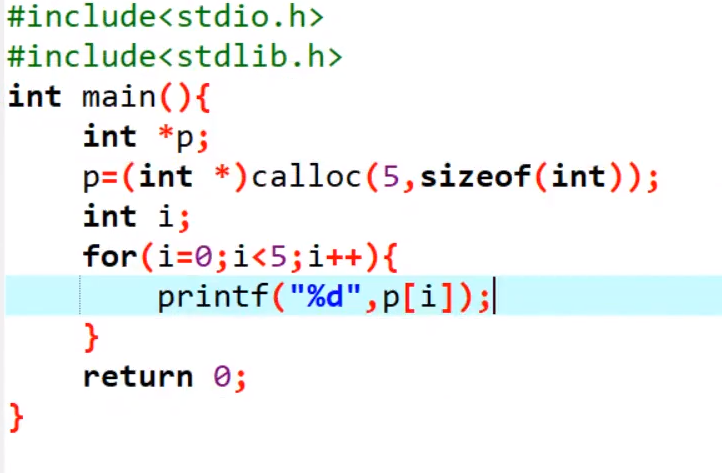 #include<stdio.h>
#include<stdlib.h>
int main(){
    int *p;
    p=(int *)calloc(5,sizeof(int));
    int i;
    for(i=0;i<5;i++){
        printf("%d",p[i]);
    }
    return 0;
}